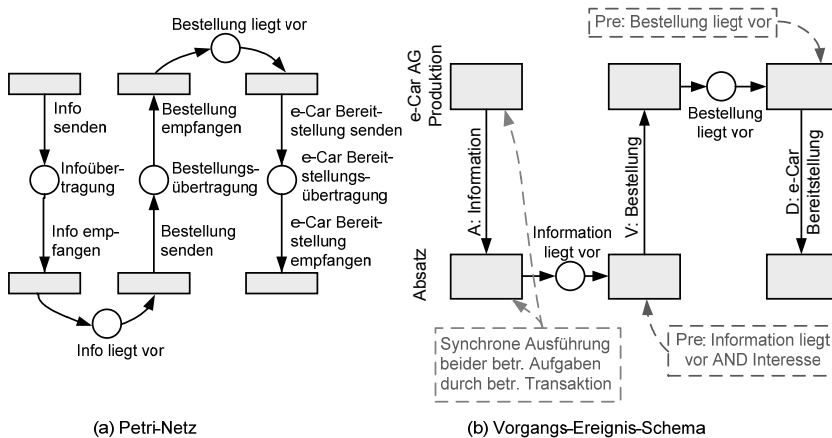 Bestellung liegt vor
Info
senden
Bestellung
empfangen
e-Car Bereit-
stellung senden
Infoüber-
tragung
Bestellungs-
übertragung
e-Car Bereit-
stellungs-
übertragung
Info emp-
fangen
Bestellung
senden
e-Car Bereit-
stellung
empfangen
Info liegt vor
(a) Petri-Netz
Pre: Bestellung liegt vor
e-Car AG
Produktion
Bestellung
liegt vor
A: Information
V: Bestellung
D: e-Car
Bereitstellung
Information
liegt vor
Absatz
Synchrone Ausführung
beider betr. Aufgaben
durch betr. Transaktion
Pre: Information liegt
vor AND Interesse
(b) Vorgangs-Ereignis-Schema